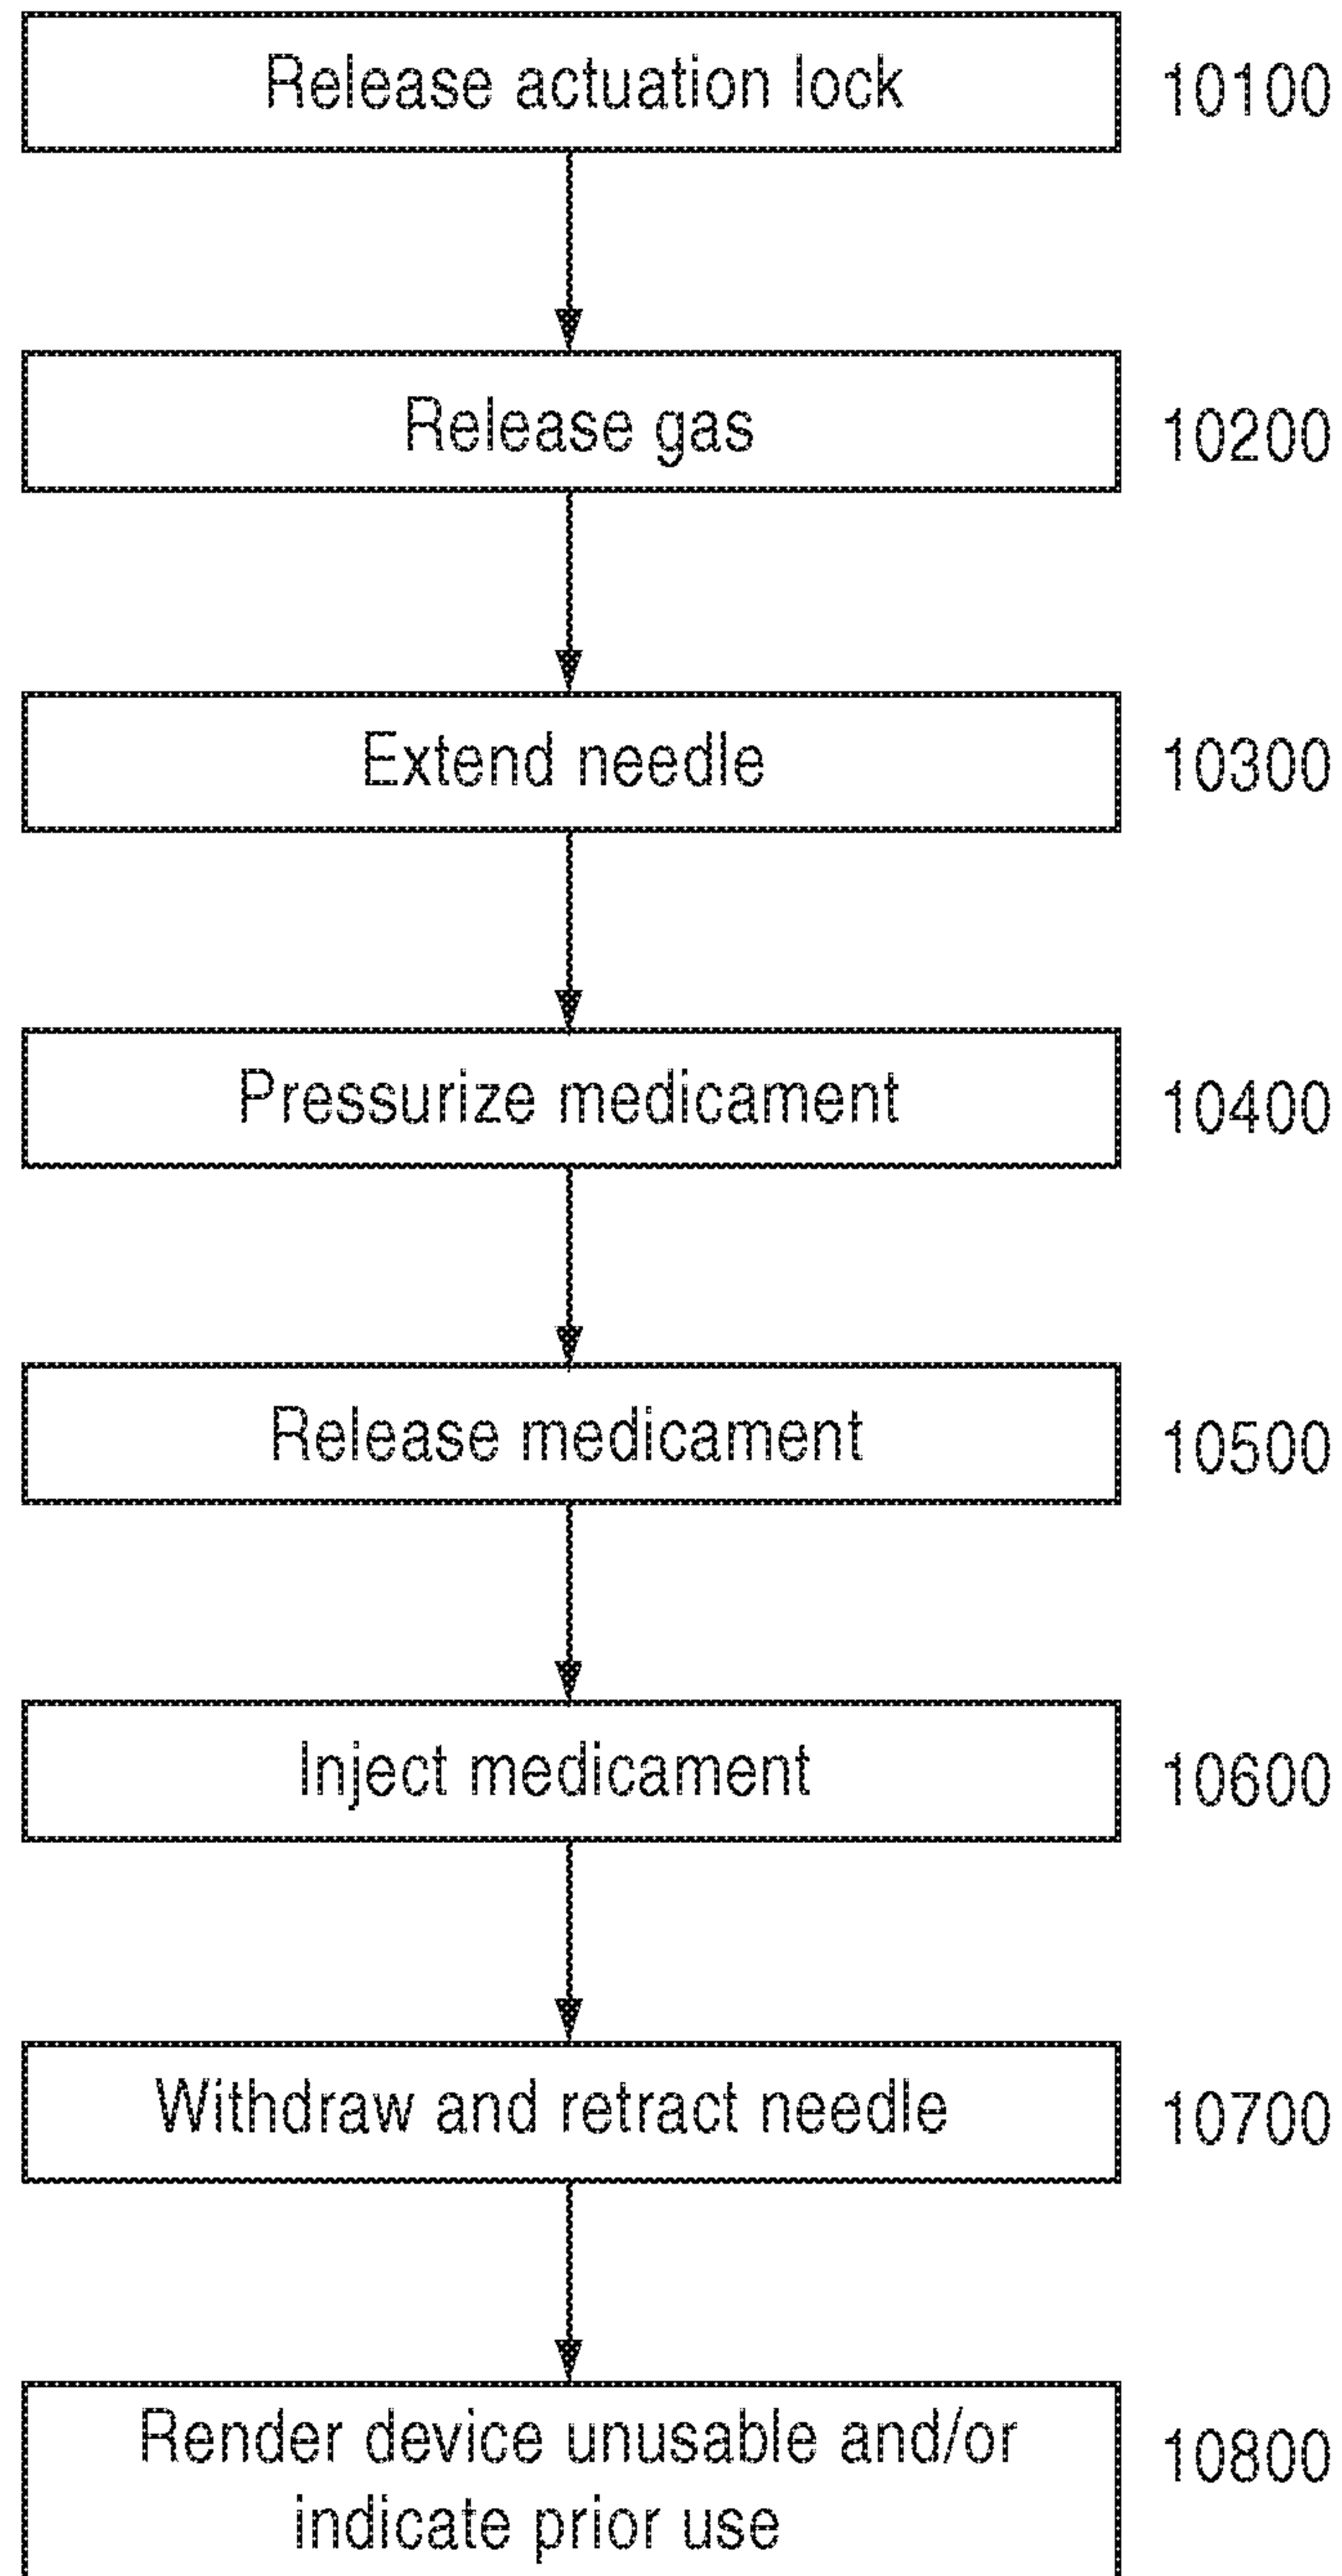 Release actuation lock 10100
Release gas 10200
Extend needle 10300
Pressurize medicament 10400
Release medicament 10500
Inject medicament 10600
Withdraw and retract needle 10700
Render device unusable and/or 10800
indicate prior use